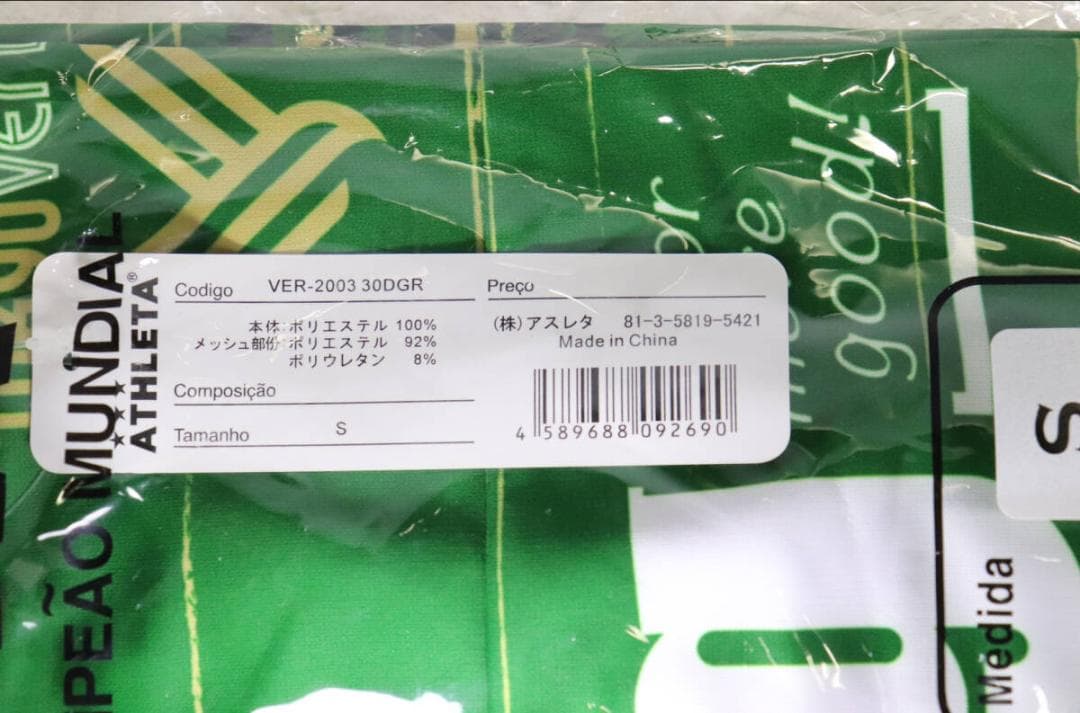 MUNDIAL
ATHLETA®
Codigo VER-2003 30DGR
本体:ポリエステル 100%
メッシュ部份:ポリエステル 92%
ポリウレタン 8%
Composição
Tamanho S
Preço
(株)アスレタ 81-3-5819-5421
Made in China
4 589688 092690
good!
S
Medida